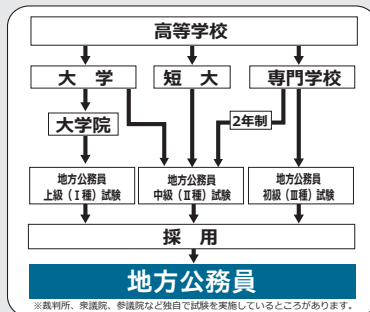 高等学校
大学
短大
専門学校
大学院
2年制
地方公務員
上級（Ⅰ種）試験
地方公務員
中級（Ⅱ種）試験
地方公務員
初級（Ⅲ種）試験
採用
地方公務員
※裁判所、衆議院、参議院など独自で試験を実施しているところがあります。